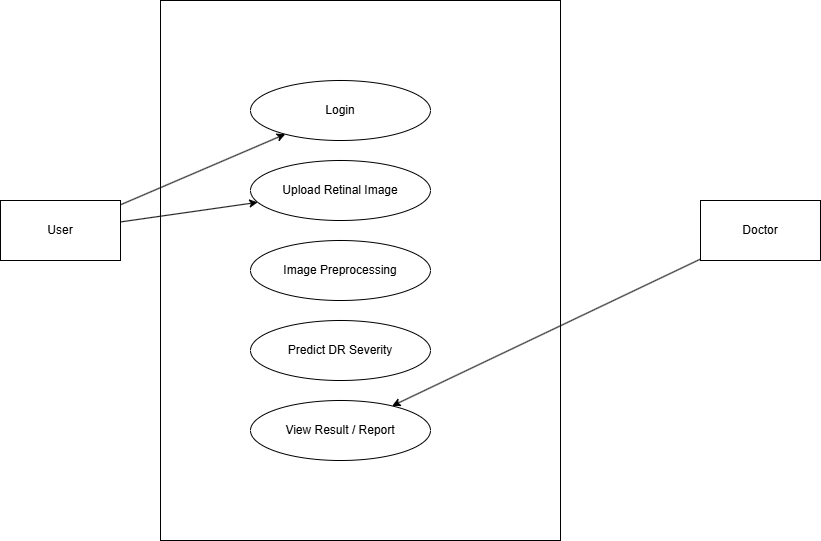 Login
Upload Retinal Image
User
Doctor
Image Preprocessing
Predict DR Severity
View Result / Report